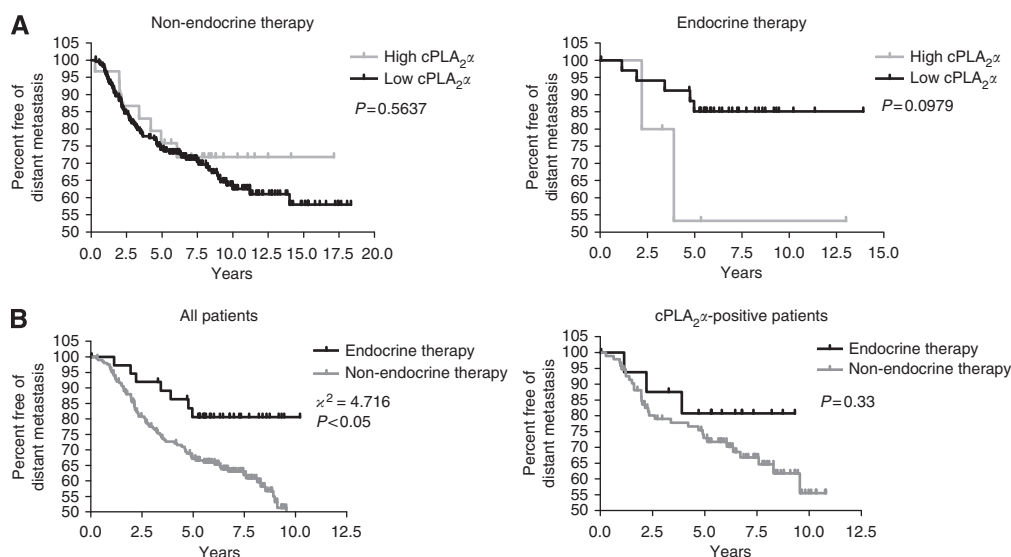 A
Non-endocrine therapy
105
100
95
90
85
80
75
70
65
60
55
50
Percent free of
distant metastasis
0.0 2.5 5.0 7.5 10.0 12.5 15.0 17.5 20.0
Years
High cPLA₂α
Low cPLA₂α
P=0.5637
Endocrine therapy
105
100
95
90
85
80
75
70
65
60
55
50
Percent free of
distant metastasis
0.0 2.5 5.0 7.5 10.0 12.5 15.0
Years
High cPLA₂α
Low cPLA₂α
P=0.0979
B
All patients
105
100
95
90
85
80
75
70
65
60
55
50
Percent free of
distant metastasis
0.0 2.5 5.0 7.5 10.0 12.5
Years
Endocrine therapy
Non-endocrine therapy
ϰ² = 4.716
P<0.05
cPLA₂α-positive patients
105
100
95
90
85
80
75
70
65
60
55
50
Percent free of
distant metastasis
0.0 2.5 5.0 7.5 10.0 12.5
Years
Endocrine therapy
Non-endocrine therapy
P=0.33